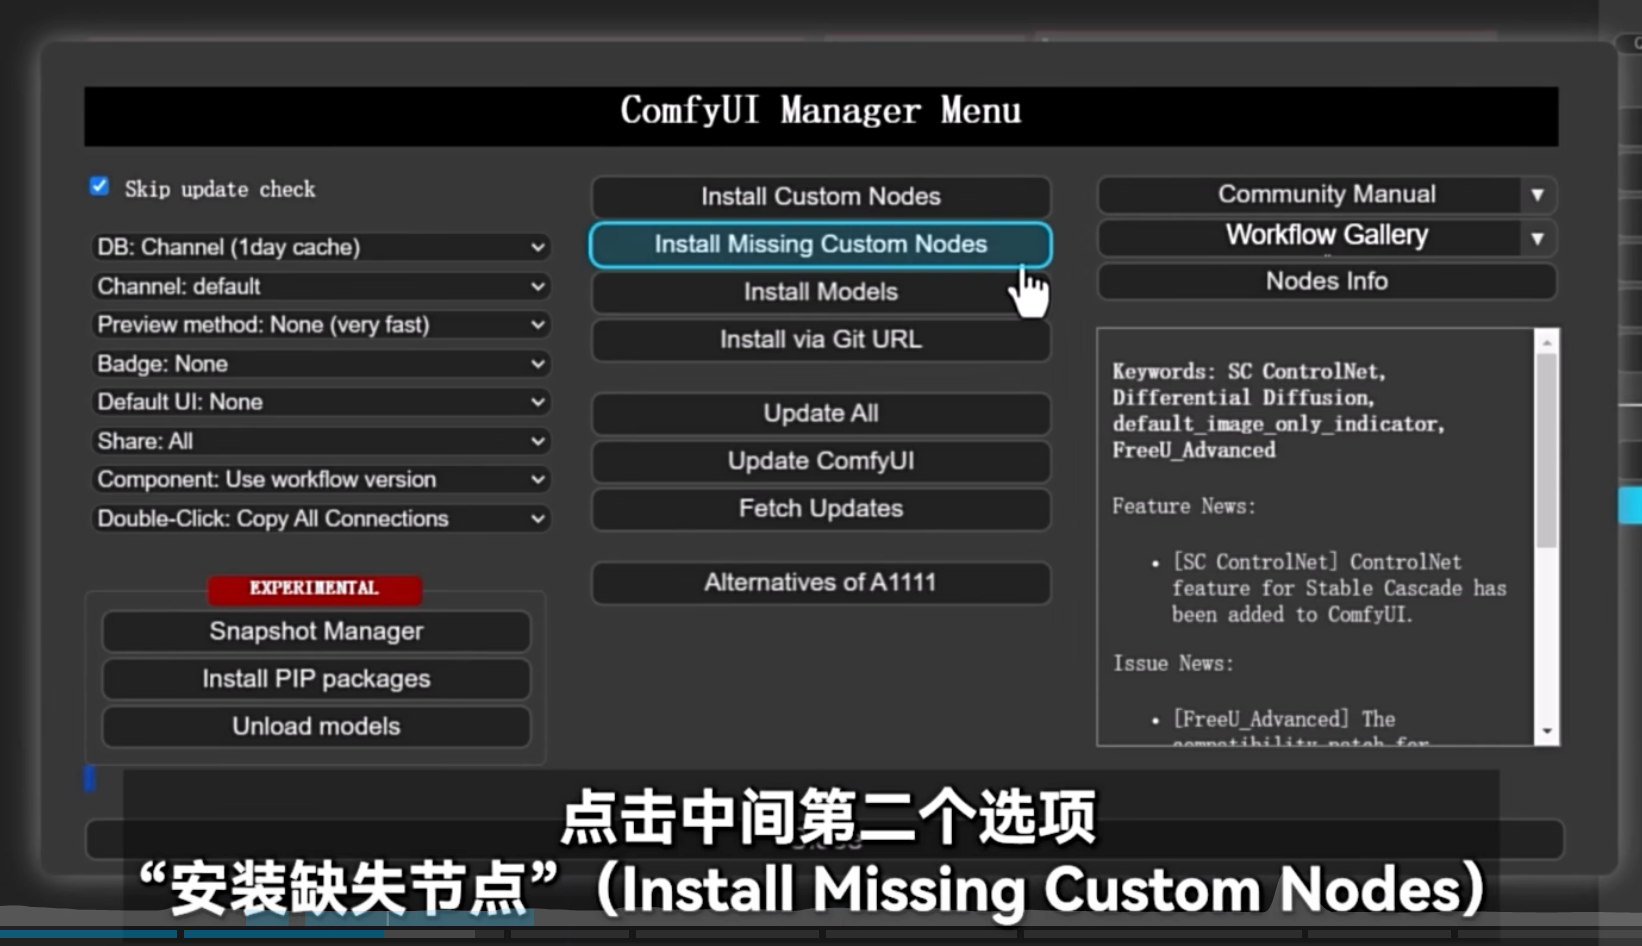 ComfyUI Manager Menu
Skip update check
DB: Channel (1day cache)
Channel: default
Preview method: None (very fast)
Badge: None
Default UI: None
Share: All
Component: Use workflow version
Double-Click: Copy All Connections
EXPERIMENTAL
Snapshot Manager
Install PIP packages
Unload models
Install Custom Nodes
Install Missing Custom Nodes
Install Models
Install via Git URL
Update All
Update ComfyUI
Fetch Updates
Alternatives of A1111
Community Manual
Workflow Gallery
Nodes Info
Keywords: SC ControlNet,
Differential Diffusion,
default_image_only_indicator,
FreeU_Advanced
Feature News:
• [SC ControlNet] ControlNet
feature for Stable Cascade has
been added to ComfyUI.
Issue News:
• [FreeU_Advanced] The
compatibility patch for
点击中间第二个选项
“安装缺失节点”（Install Missing Custom Nodes）